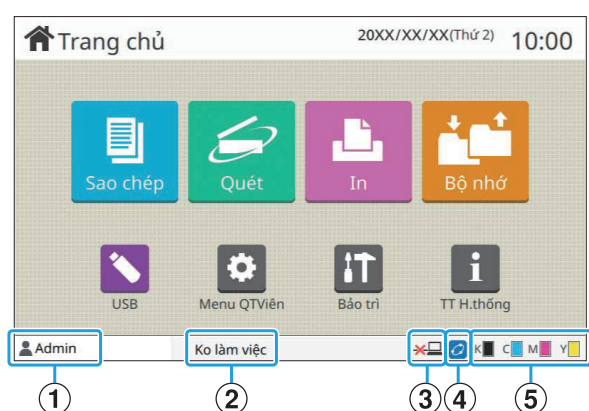 Trang chủ 20XX/XX/XX(Thứ 2) 10:00
Sao chép Quét In Bộ nhớ
USB Menu QTViên Bảo trì TT H.thống
Admin Ko làm việc K C M Y
① ② ③ ④ ⑤